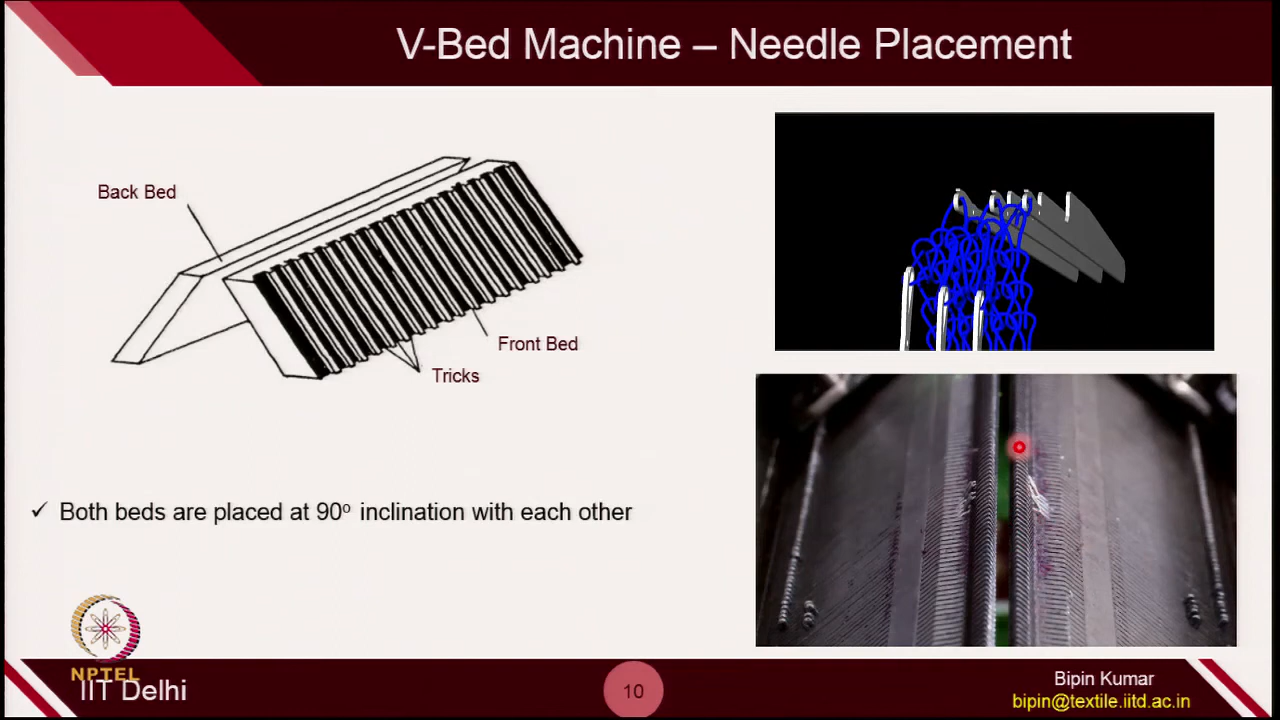 V-Bed Machine – Needle Placement
Back Bed
Front Bed
Tricks
✓ Both beds are placed at 90º inclination with each other
NPTEL
IIT Delhi
10
Bipin Kumar
bipin@textile.iitd.ac.in